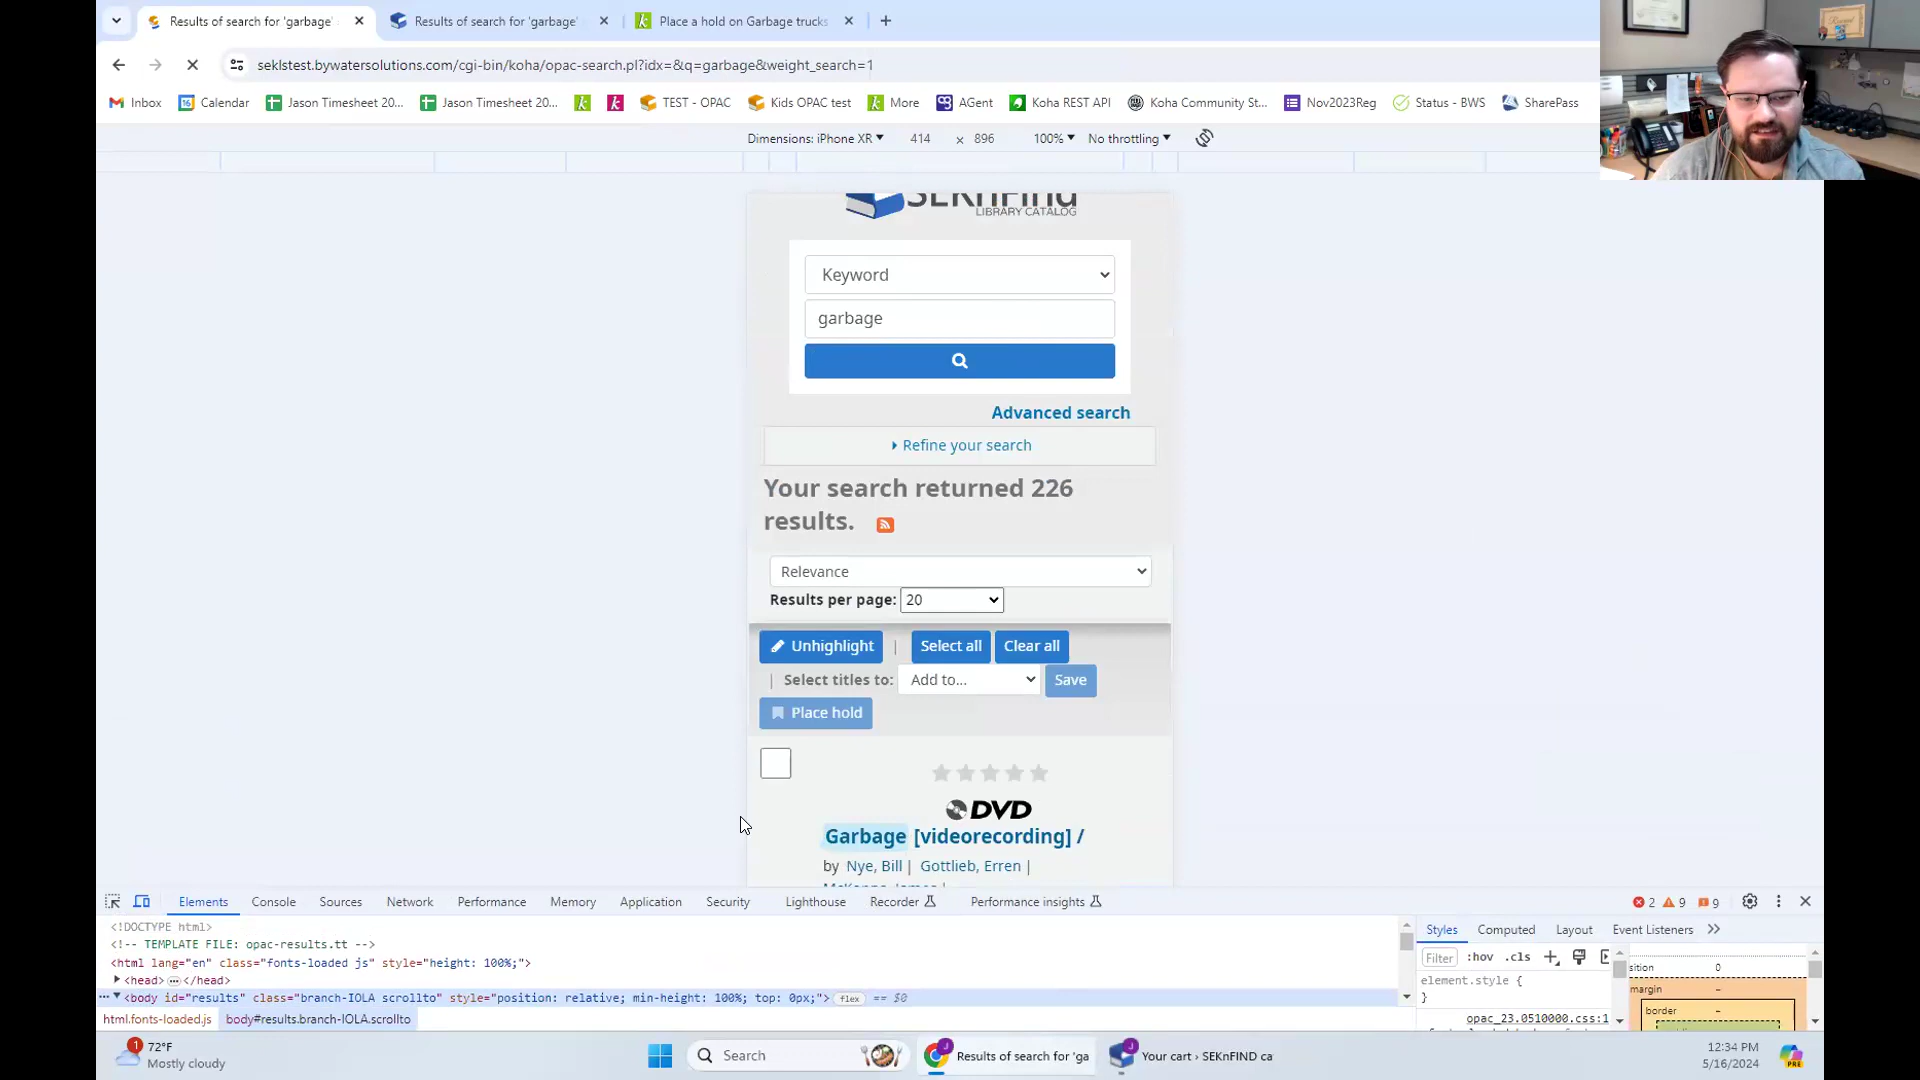 Results of search for 'garbage'
Results of search for 'garbage'
Place a hold on Garbage trucks
seklstest.bywatersolutions.com/cgi-bin/koha/opac-search.pl?idx=&q=garbage&weight_search=1
Inbox
Calendar
Jason Timesheet 20...
Jason Timesheet 20...
TEST - OPAC
Kids OPAC test
More
AGent
Koha REST API
Koha Community St...
Nov2023Reg
Status - BWS
SharePass
Dimensions: iPhone XR
414 × 896
100%
No throttling
SEKnFind
LIBRARY CATALOG
Keyword
garbage
Advanced search
Refine your search
Your search returned 226
results.
Relevance
Results per page: 20
Unhighlight | Select all Clear all
| Select titles to: Add to... Save
Place hold
DVD
Garbage [videorecording] /
by Nye, Bill | Gottlieb, Erren |
Elements Console Sources Network Performance Memory Application Security Lighthouse Recorder Performance insights
2 9 9
<!DOCTYPE html>
<!-- TEMPLATE FILE: opac-results.tt -->
<html lang="en" class="fonts-loaded js" style="height: 100%;">
<head> ... </head>
... <body id="results" class="branch-IOLA scrollto" style="position: relative; min-height: 100%; top: 0px;"> flex == $0
html.fonts-loaded.js body#results.branch-IOLA.scrollto
Styles Computed Layout Event Listeners >>
Filter :hov .cls +
element.style {
}
opac_23.0510000.css:1
sition 0
margin -
border -
1
72°F
Mostly cloudy
Search
Results of search for 'ga
Your cart › SEKnFIND ca
12:34 PM
5/16/2024
PRE